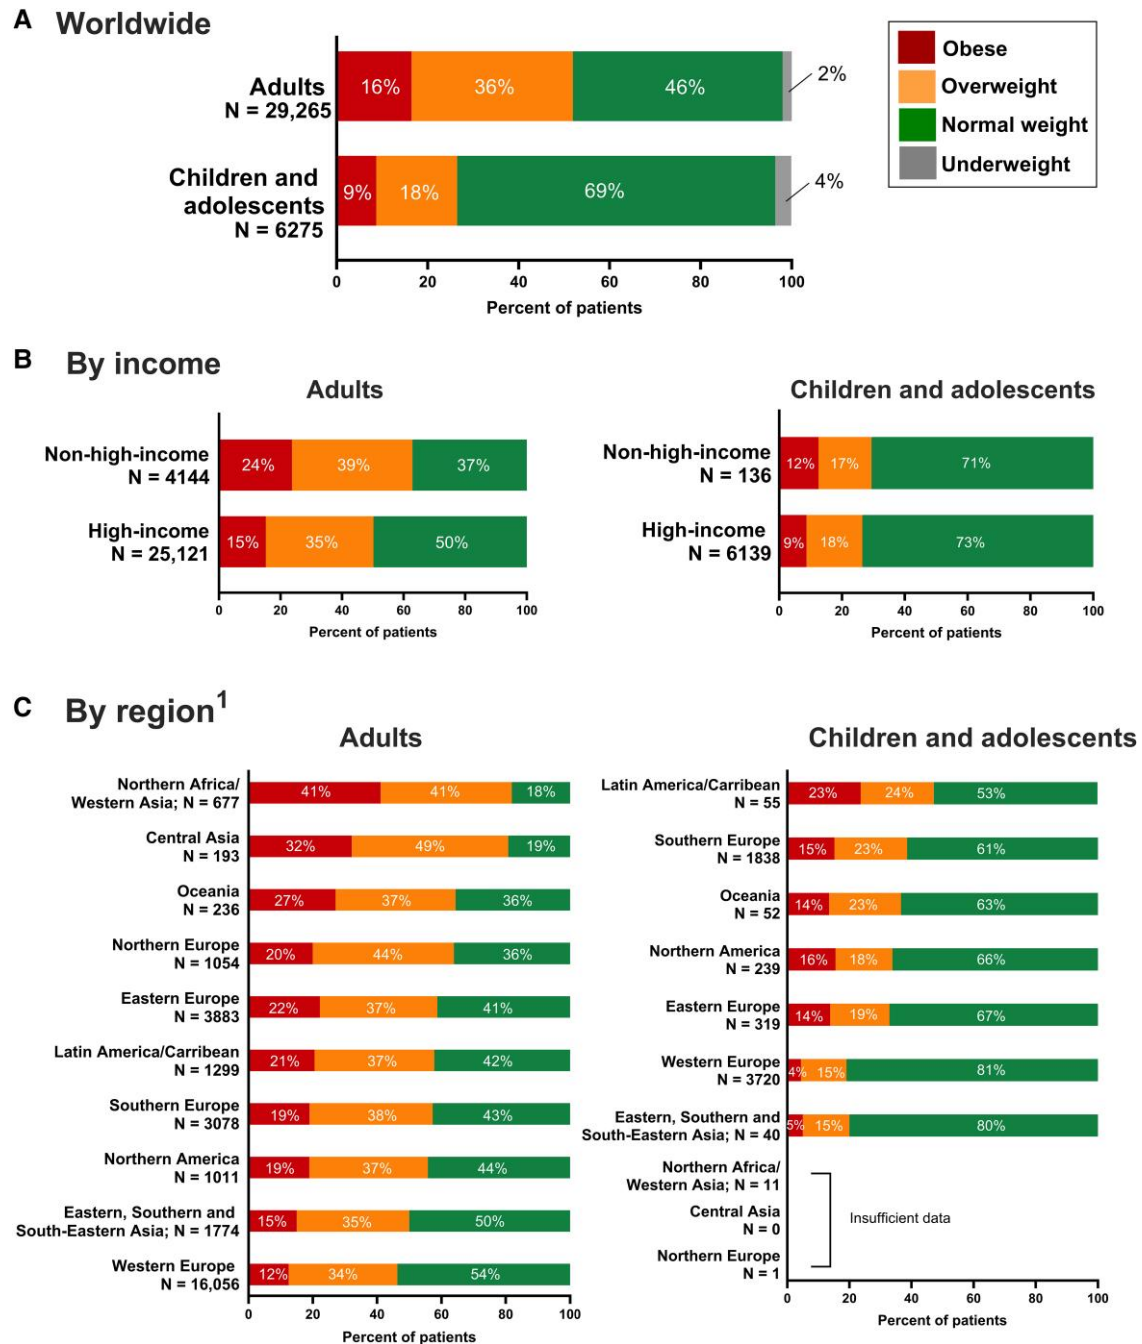 A Worldwide
Adults
N = 29,265
16% 36% 46% 2%
Children and
adolescents
N = 6275
9% 18% 69% 4%
0 20 40 60 80 100
Percent of patients
Obese
Overweight
Normal weight
Underweight
B By income
Adults
Non-high-income
N = 4144
24% 39% 37%
High-income
N = 25,121
15% 35% 50%
0 20 40 60 80 100
Percent of patients
Children and adolescents
Non-high-income
N = 136
12% 17% 71%
High-income
N = 6139
9% 18% 73%
0 20 40 60 80 100
Percent of patients
C By region1
Adults
Northern Africa/
Western Asia; N = 677
41% 41% 18%
Central Asia
N = 193
32% 49% 19%
Oceania
N = 236
27% 37% 36%
Northern Europe
N = 1054
20% 44% 36%
Eastern Europe
N = 3883
22% 37% 41%
Latin America/Carribean
N = 1299
21% 37% 42%
Southern Europe
N = 3078
19% 38% 43%
Northern America
N = 1011
19% 37% 44%
Eastern, Southern and
South-Eastern Asia; N = 1774
15% 35% 50%
Western Europe
N = 16,056
12% 34% 54%
0 20 40 60 80 100
Percent of patients
Children and adolescents
Latin America/Carribean
N = 55
23% 24% 53%
Southern Europe
N = 1838
15% 23% 61%
Oceania
N = 52
14% 23% 63%
Northern America
N = 239
16% 18% 66%
Eastern Europe
N = 319
14% 19% 67%
Western Europe
N = 3720
4% 15% 81%
Eastern, Southern and
South-Eastern Asia; N = 40
5% 15% 80%
Northern Africa/
Western Asia; N = 11
Central Asia
N = 0
Northern Europe
N = 1
Insufficient data
0 20 40 60 80 100
Percent of patients